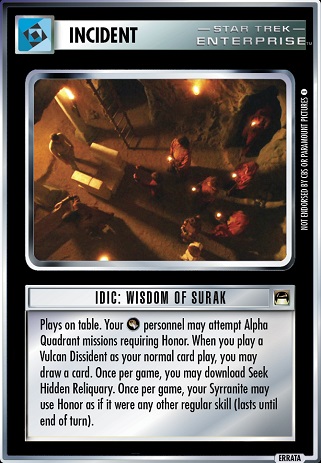 INCIDENT
STAR TREK
ENTERPRISE™
NOT ENDORSED BY CBS OR PARAMOUNT PICTURES
IDIC: WISDOM OF SURAK
Plays on table. Your personnel may attempt Alpha
Quadrant missions requiring Honor. When you play a
Vulcan Dissident as your normal card play, you may
draw a card. Once per game, you may download Seek
Hidden Reliquary. Once per game, your Syrranite may
use Honor as if it were any other regular skill (lasts until
end of turn).
ERRATA